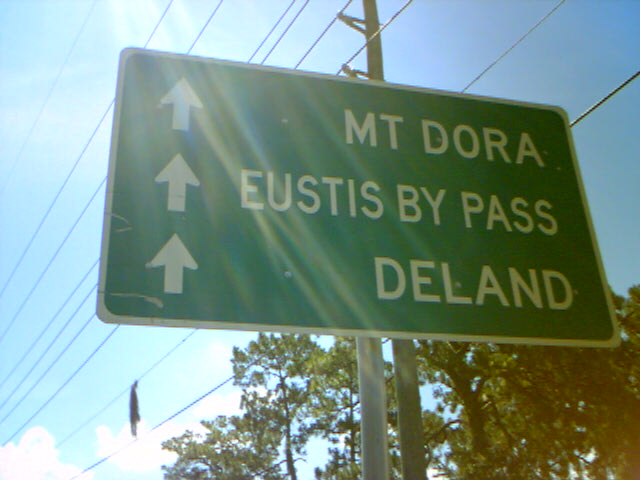 MT DORA
EUSTIS BY PASS
DELAND